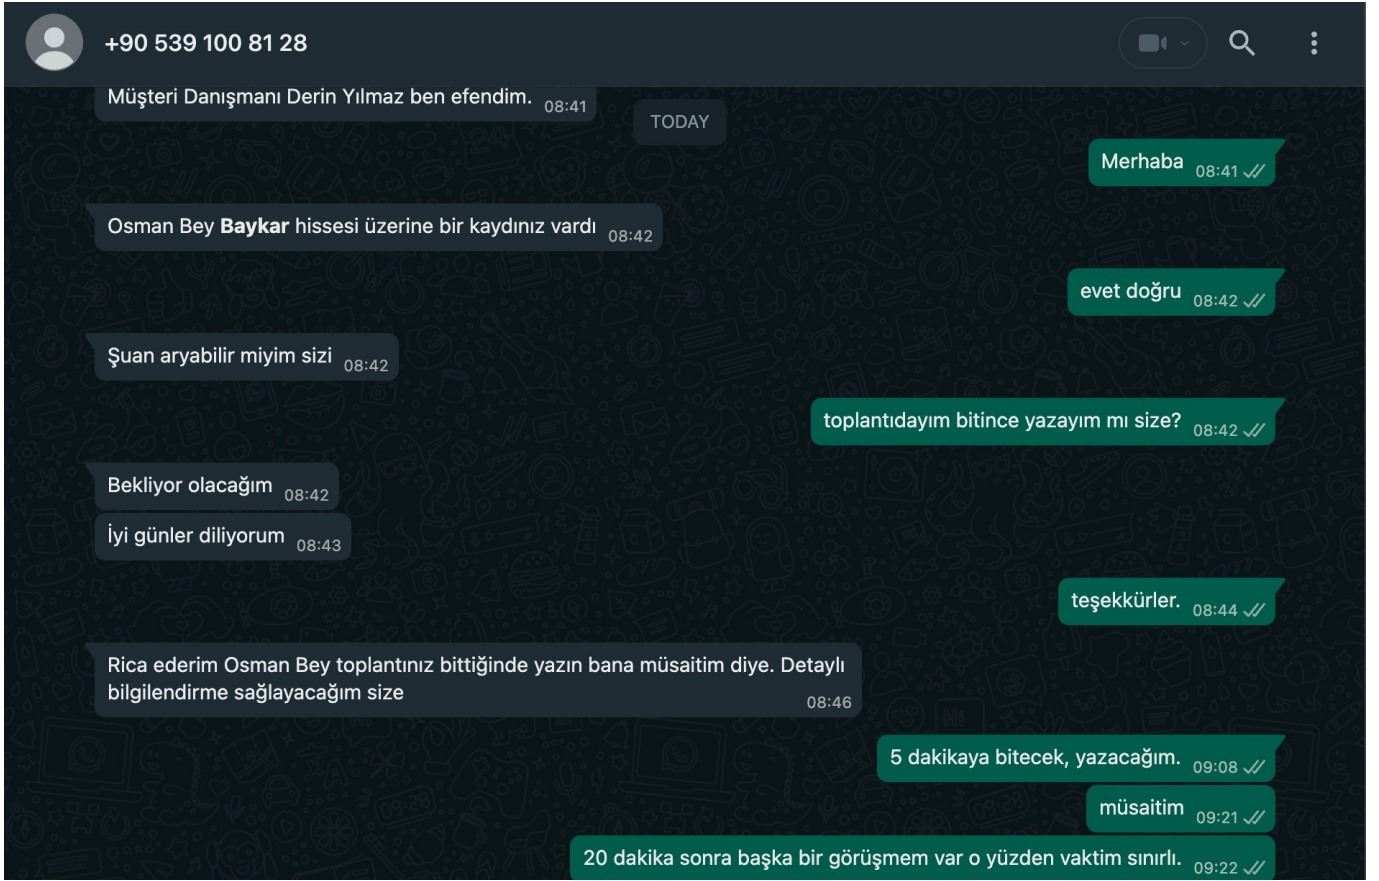 +90 539 100 81 28
Müşteri Danışmanı Derin Yılmaz ben efendim. 08:41
TODAY
Merhaba 08:41
Osman Bey Baykar hissesi üzerine bir kaydınız vardı 08:42
evet doğru 08:42
Şuan aryabilir miyim sizi 08:42
toplantıdayım bitince yazayım mı size? 08:42
Bekliyor olacağım 08:42
İyi günler diliyorum 08:43
teşekkürler. 08:44
Rica ederim Osman Bey toplantınız bittiğinde yazın bana müsaitim diye. Detaylı
bilgilendirme sağlayacağım size
08:46
5 dakikaya bitecek, yazacağım. 09:08
müsaitim 09:21
20 dakika sonra başka bir görüşmem var o yüzden vaktim sınırlı. 09:22